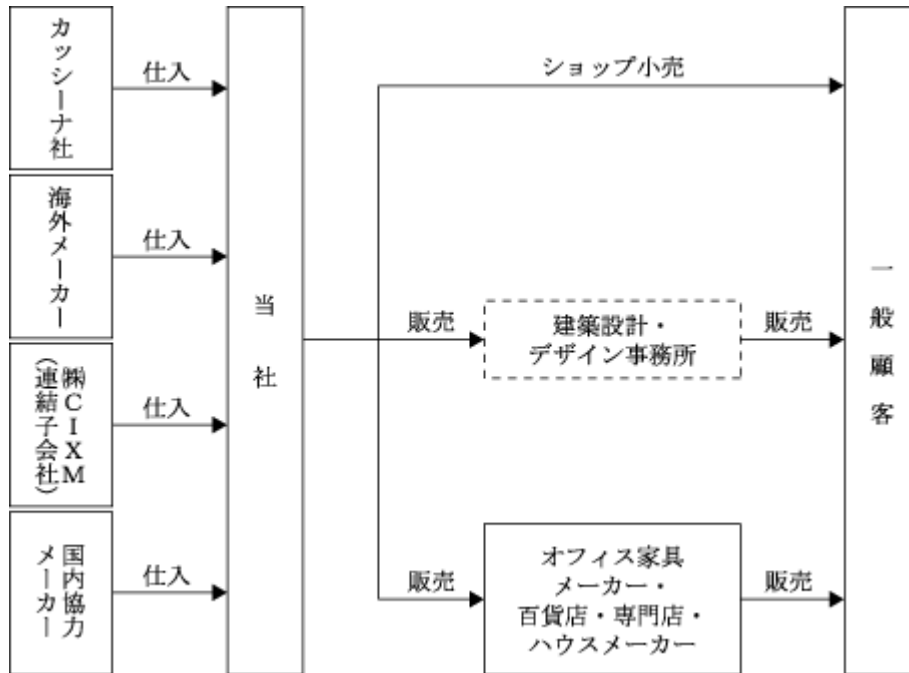 カッシーナ社
仕入
海外メーカー
仕入
㈱CIXM
（連結子会社）
仕入
国内協力
メーカー
仕入
当社
ショップ小売
販売
建築設計・
デザイン事務所
販売
販売
オフィス家具
メーカー・
百貨店・専門店・
ハウスメーカー
販売
一般顧客